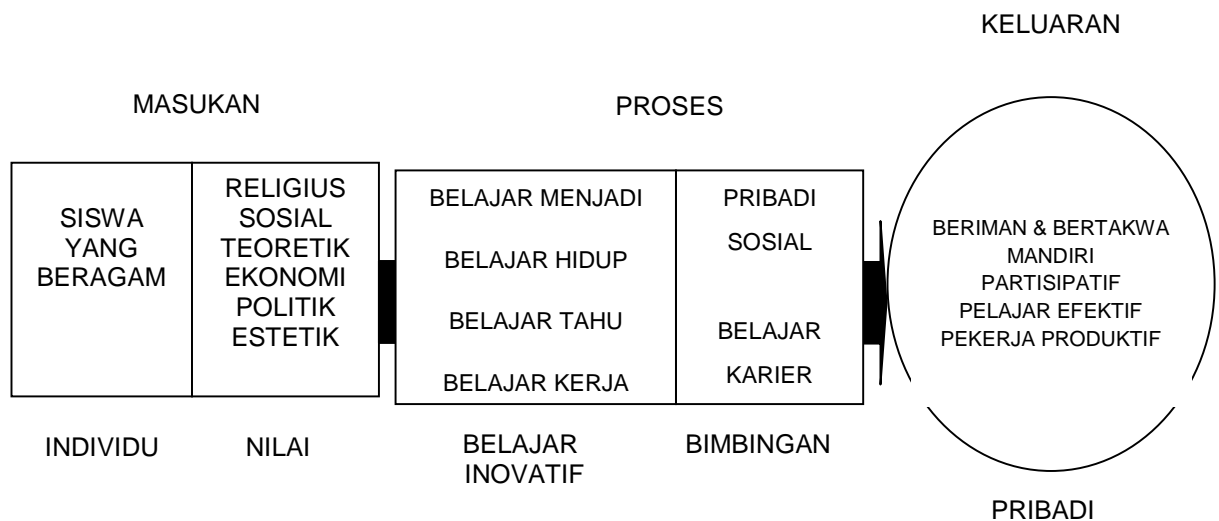 KELUARAN
MASUKAN
PROSES
SISWA
YANG
BERAGAM
RELIGIUS
SOSIAL
TEORETIK
EKONOMI
POLITIK
ESTETIK
BELAJAR MENJADI
BELAJAR HIDUP
BELAJAR TAHU
BELAJAR KERJA
PRIBADI
SOSIAL
BELAJAR
KARIER
BERIMAN & BERTAKWA
MANDIRI
PARTISIPATIF
PELAJAR EFEKTIF
PEKERJA PRODUKTIF
INDIVIDU
NILAI
BELAJAR
INOVATIF
BIMBINGAN
PRIBADI